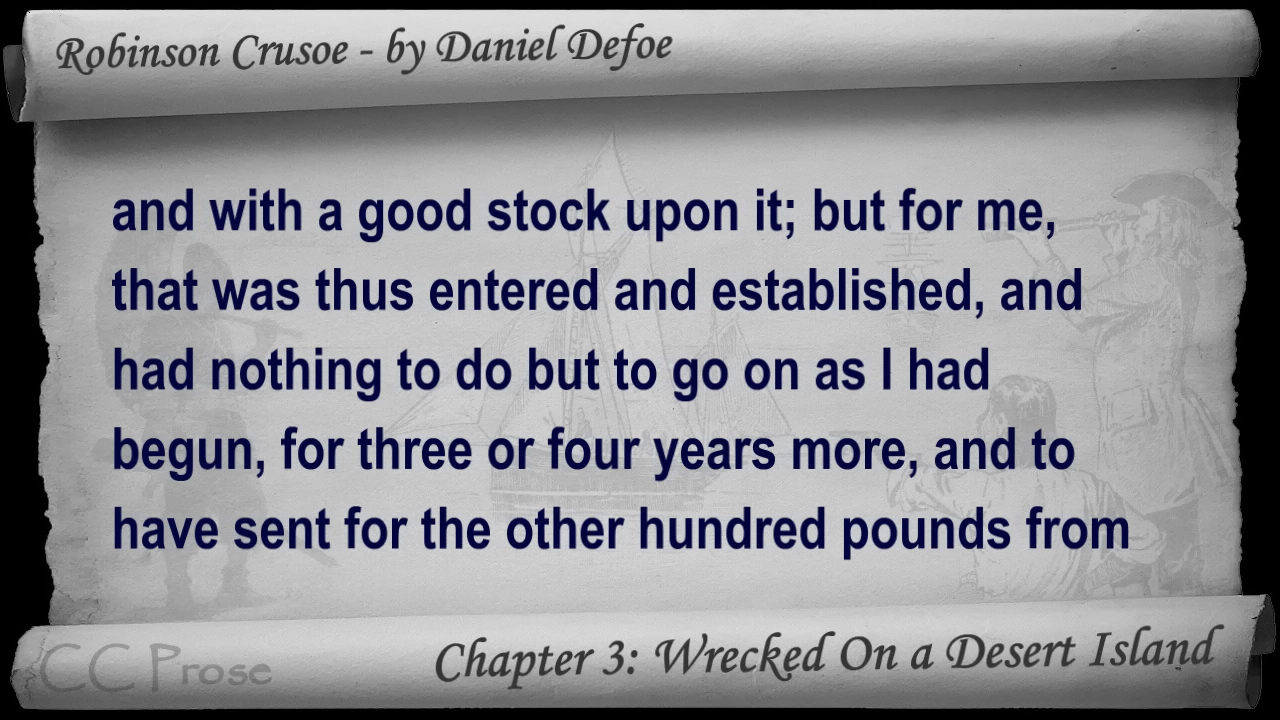 Robinson Crusoe - by Daniel Defoe
and with a good stock upon it; but for me,
that was thus entered and established, and
had nothing to do but to go on as I had
begun, for three or four years more, and to
have sent for the other hundred pounds from
CC Prose
Chapter 3: Wrecked On a Desert Island